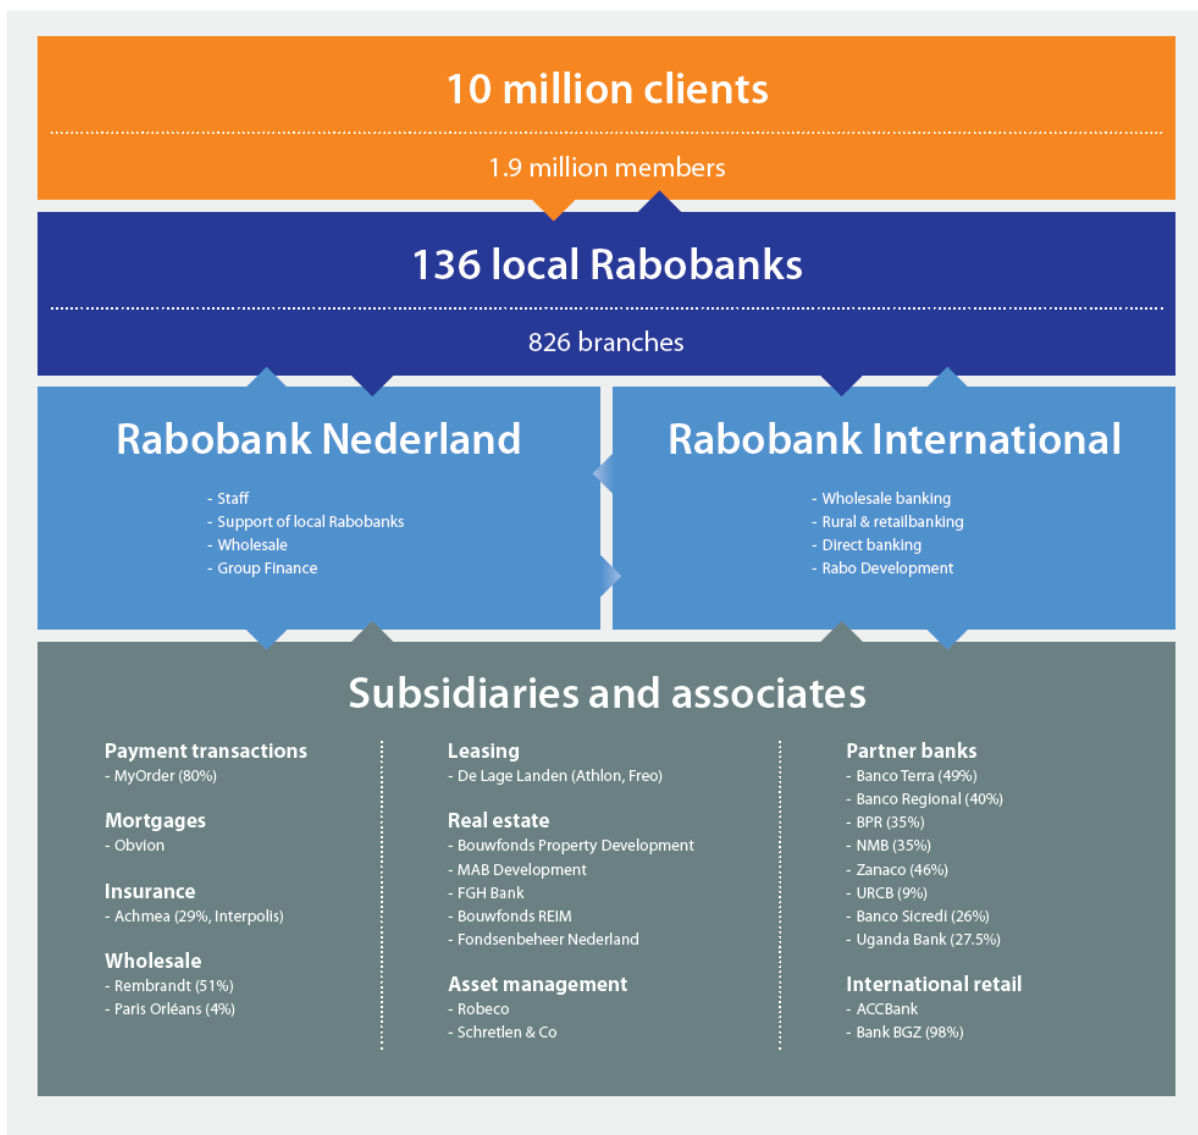 10 million clients
1.9 million members
136 local Rabobanks
826 branches
Rabobank Nederland
- Staff
- Support of local Rabobanks
- Wholesale
- Group Finance
Rabobank International
- Wholesale banking
- Rural & retailbanking
- Direct banking
- Rabo Development
Subsidiaries and associates
Payment transactions
- MyOrder (80%)
Mortgages
- Obvion
Insurance
- Achmea (29%, Interpolis)
Wholesale
- Rembrandt (51%)
- Paris Orléans (4%)
Leasing
- De Lage Landen (Athlon, Freo)
Real estate
- Bouwfonds Property Development
- MAB Development
- FGH Bank
- Bouwfonds REIM
- Fondsenbeheer Nederland
Asset management
- Robeco
- Schretlen & Co
Partner banks
- Banco Terra (49%)
- Banco Regional (40%)
- BPR (35%)
- NMB (35%)
- Zanaco (46%)
- URCB (9%)
- Banco Sicredi (26%)
- Uganda Bank (27.5%)
International retail
- ACCBank
- Bank BGZ (98%)